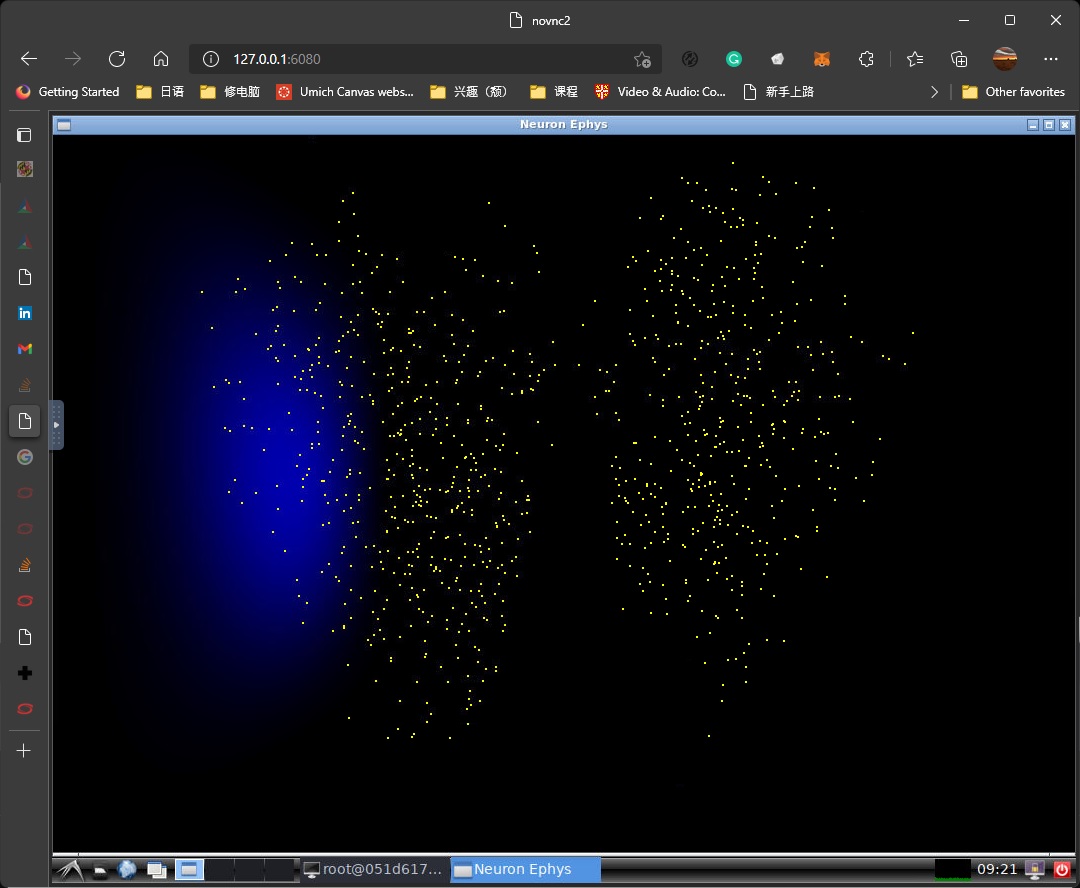 novnc2
127.0.0.1:6080
Getting Started 日语 修电脑 Umich Canvas webs... 兴趣（颓） 课程 Video & Audio: Co... 新手上路 Other favorites
Neuron Ephys
root@051d617... Neuron Ephys 09:21